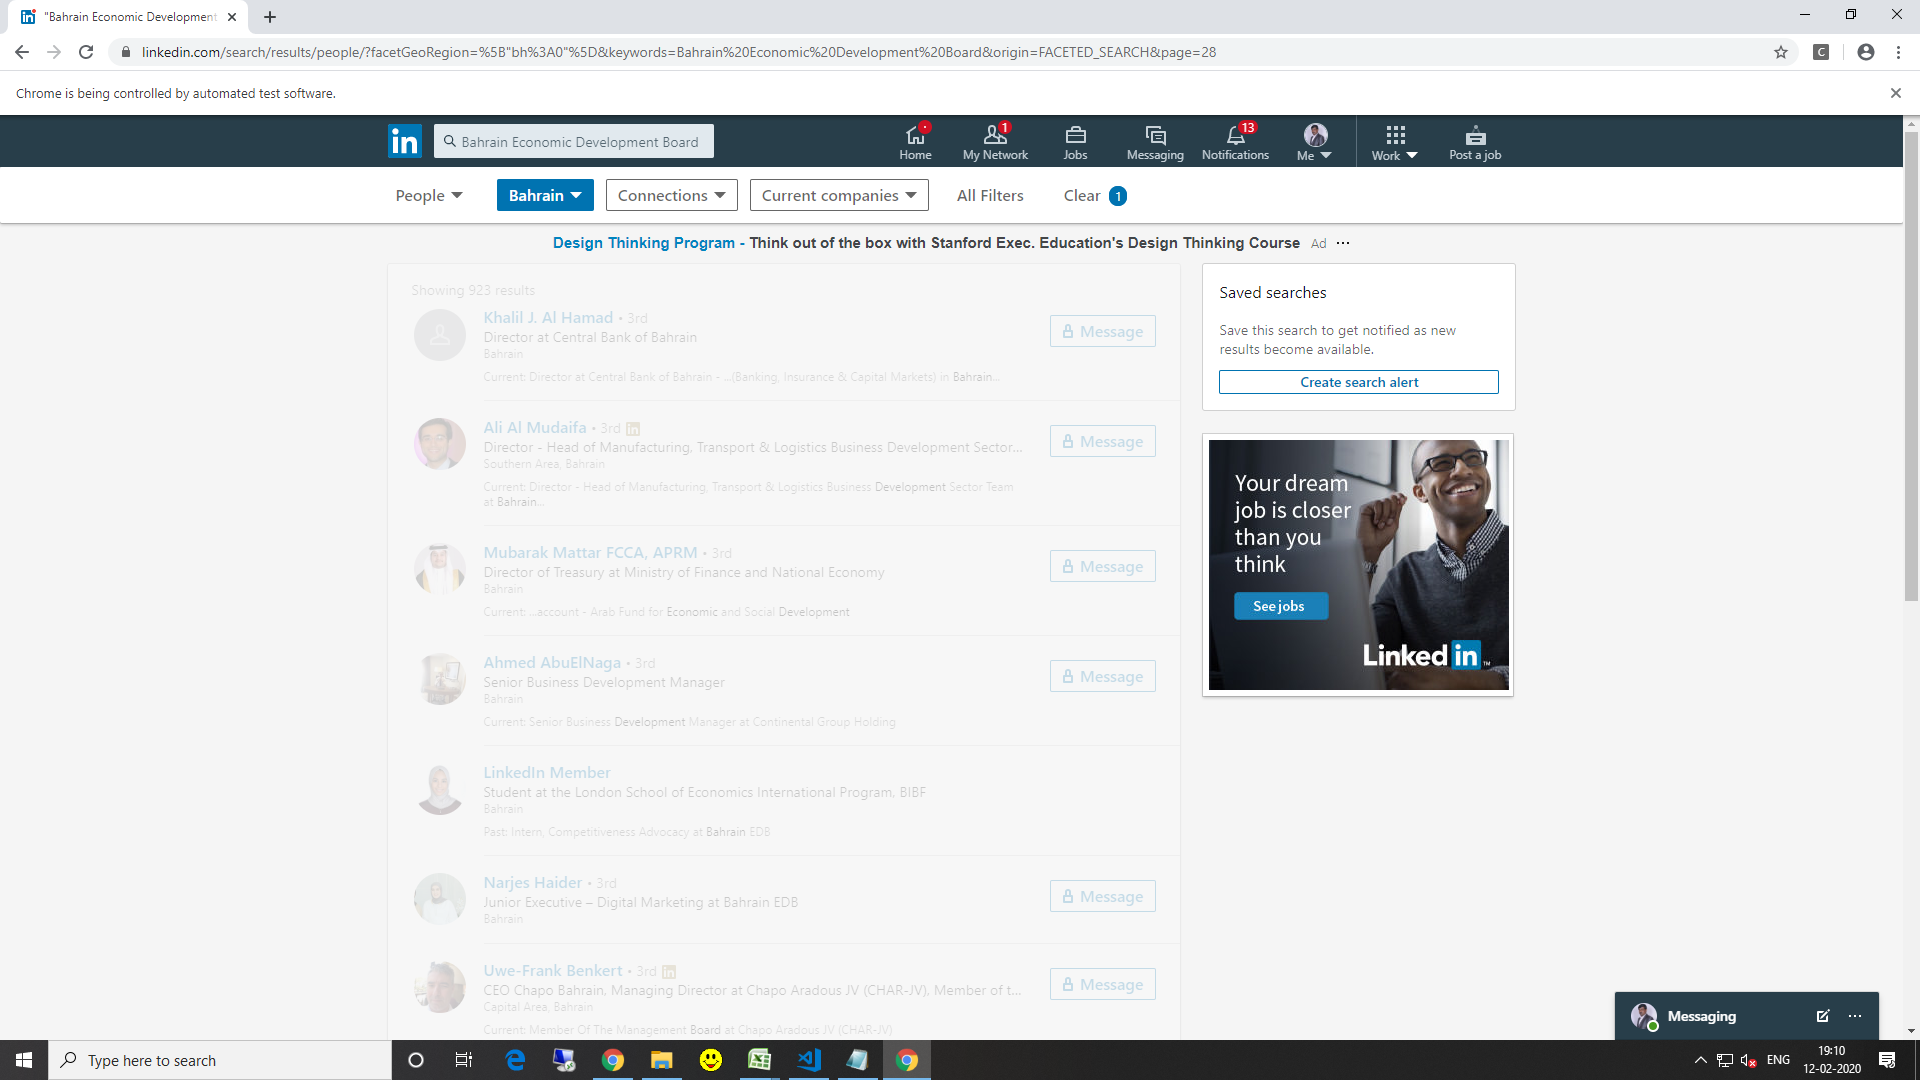 "Bahrain Economic Development
linkedin.com/search/results/people/?facetGeoRegion=%5B"bh%3A0"%5D&keywords=Bahrain%20Economic%20Development%20Board&origin=FACETED_SEARCH&page=28
Chrome is being controlled by automated test software.
in Bahrain Economic Development Board
1 13
Home My Network Jobs Messaging Notifications Me Work Post a job
People Bahrain Connections Current companies All Filters Clear 1
Design Thinking Program - Think out of the box with Stanford Exec. Education's Design Thinking Course Ad ...
Showing 923 results
Khalil J. Al Hamad • 3rd
Director at Central Bank of Bahrain
Bahrain
Current: Director at Central Bank of Bahrain - ...(Banking, Insurance & Capital Markets) in Bahrain...
Message
Ali Al Mudaifa • 3rd in
Director - Head of Manufacturing, Transport & Logistics Business Development Sector...
Southern Area, Bahrain
Current: Director - Head of Manufacturing, Transport & Logistics Business Development Sector Team
at Bahrain...
Message
Mubarak Mattar FCCA, APRM • 3rd
Director of Treasury at Ministry of Finance and National Economy
Bahrain
Current: ...account - Arab Fund for Economic and Social Development
Message
Ahmed AbuElNaga • 3rd
Senior Business Development Manager
Bahrain
Current: Senior Business Development Manager at Continental Group Holding
Message
LinkedIn Member
Student at the London School of Economics International Program, BIBF
Bahrain
Past: Intern, Competitiveness Advocacy at Bahrain EDB
Narjes Haider • 3rd
Junior Executive – Digital Marketing at Bahrain EDB
Bahrain
Message
Uwe-Frank Benkert • 3rd in
CEO Chapo Bahrain, Managing Director at Chapo Aradous JV (CHAR-JV), Member of t...
Capital Area, Bahrain
Current: Member Of The Management Board at Chapo Aradous JV (CHAR-JV)
Message
Saved searches
Save this search to get notified as new
results become available.
Create search alert
Your dream
job is closer
than you
think
See jobs
Linked in ™
Messaging ...
Type here to search
ENG
19:10
12-02-2020